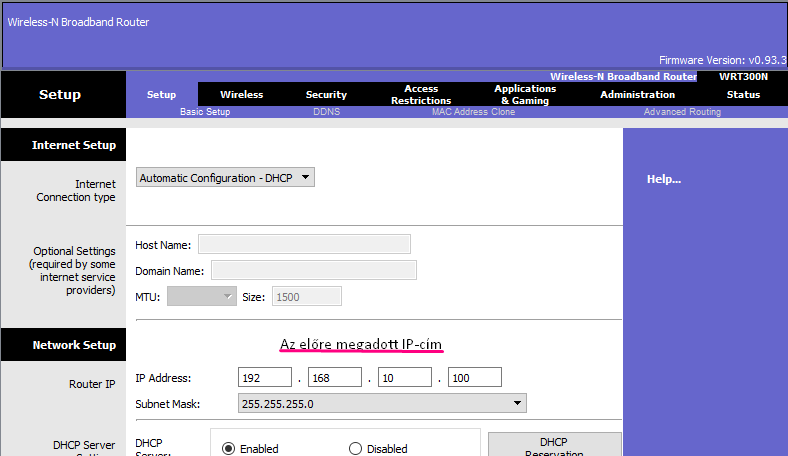 Wireless-N Broadband Router
Firmware Version: v0.93.3
Wireless-N Broadband Router WRT300N
Setup
Setup Wireless Security Access Restrictions Applications & Gaming Administration Status
Basic Setup DDNS MAC Address Clone Advanced Routing
Internet Setup
Help...
Internet
Connection type
Automatic Configuration - DHCP
Optional Settings
(required by some
internet service
providers)
Host Name:
Domain Name:
MTU: Size: 1500
Network Setup
Az előre megadott IP-cím
Router IP
IP Address: 192 . 168 . 10 . 100
Subnet Mask: 255.255.255.0
DHCP Server
DHCP
Enabled Disabled
DHCP
Reservation